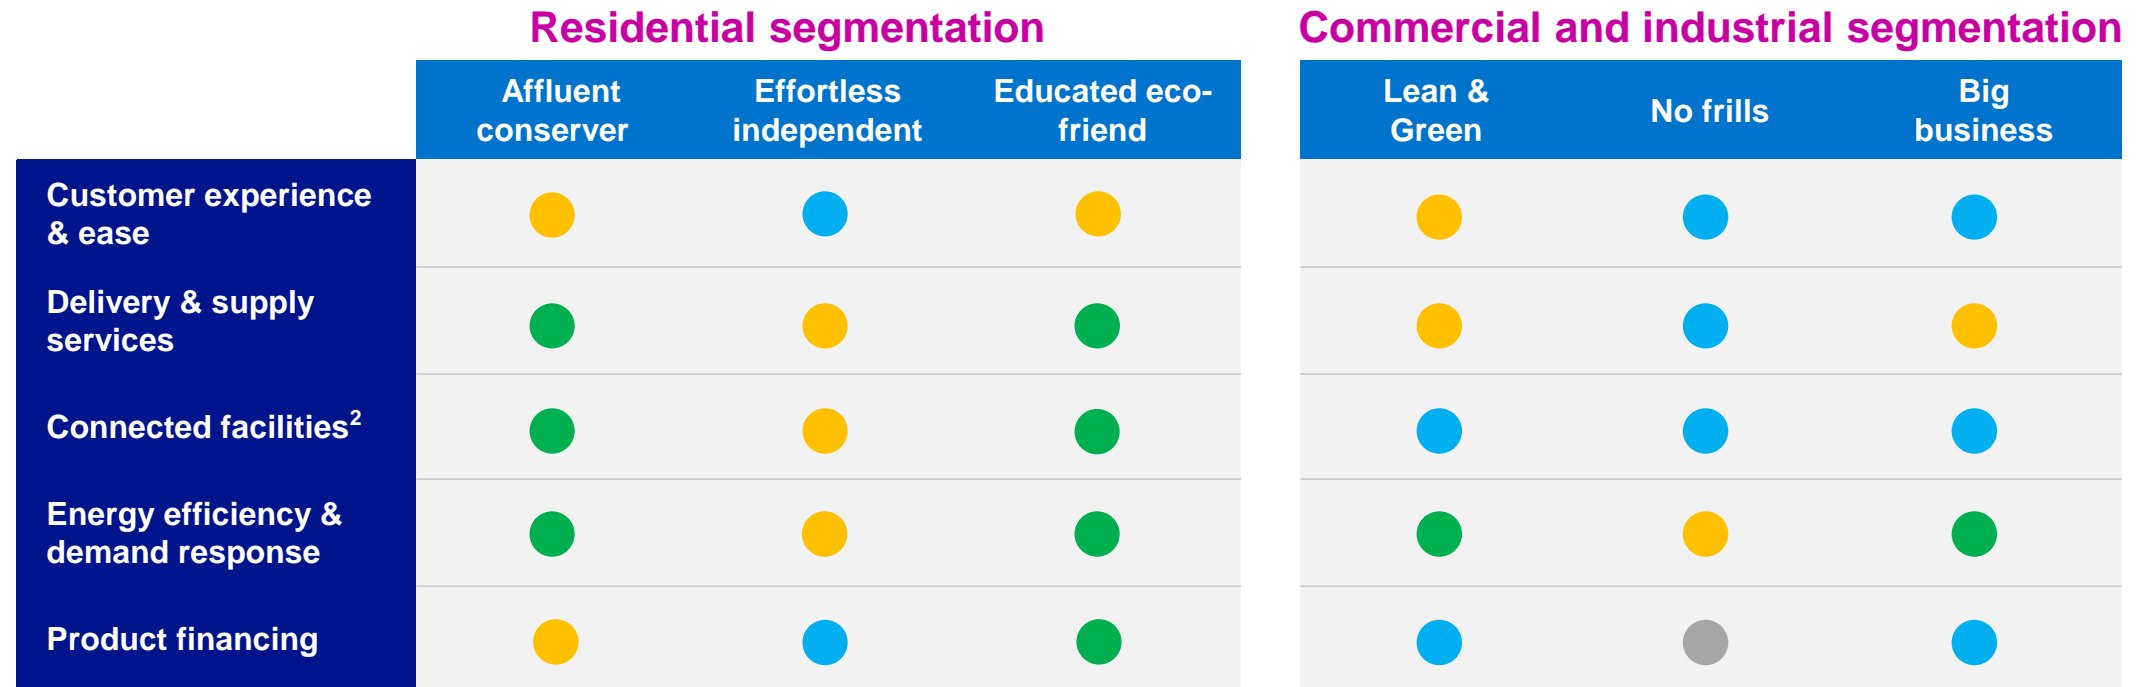 Residential segmentation
Commercial and industrial segmentation
Affluent
conserver
Effortless
independent
Educated eco-
friend
Lean &
Green
No frills
Big
business
Customer experience
& ease
Delivery & supply
services
Connected facilities²
Energy efficiency &
demand response
Product financing